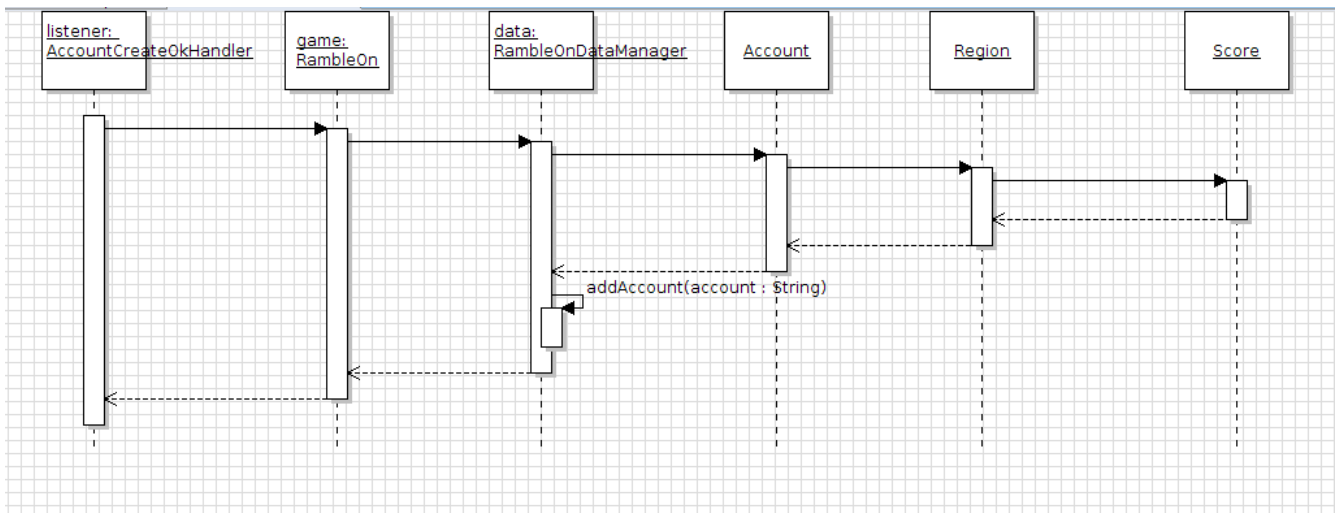 listener:
AccountCreateOkHandler
game:
RambleOn
data:
RambleOnDataManager
Account
Region
Score
addAccount(account : String)